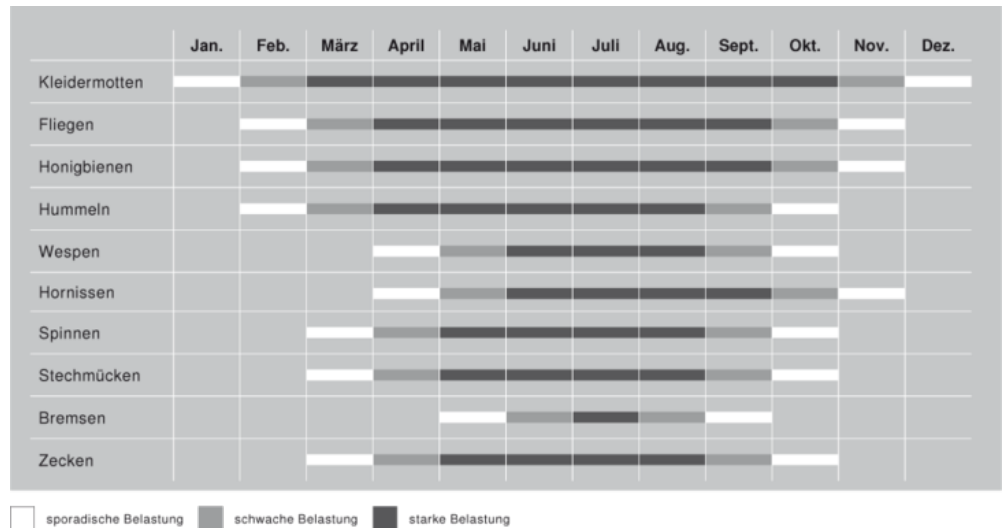 Jan. Feb. März April Mai Juni Juli Aug. Sept. Okt. Nov. Dez.
Kleidermotten
Fliegen
Honigbienen
Hummeln
Wespen
Hornissen
Spinnen
Stechmücken
Bremsen
Zecken
sporadische Belastung schwache Belastung starke Belastung